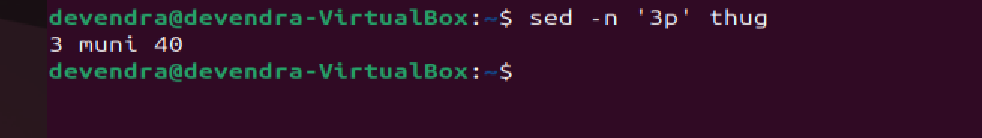 devendra@devendra-VirtualBox:~$ sed -n '3p' thug
3 muni 40
devendra@devendra-VirtualBox:~$